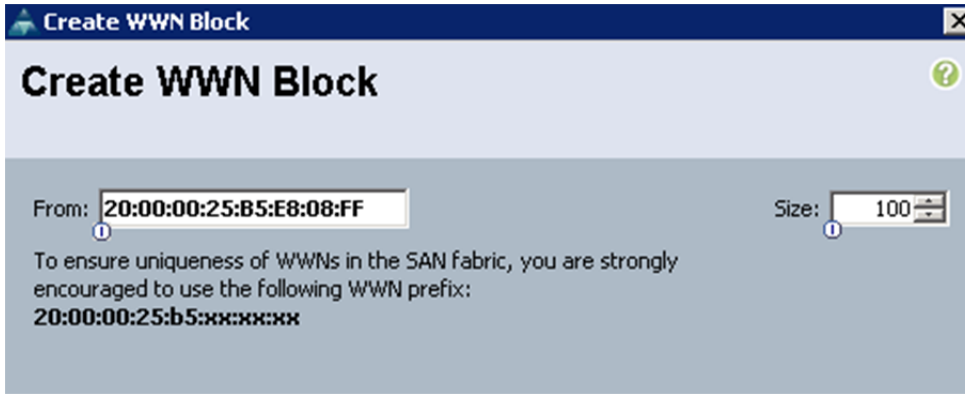 Create WWN Block
Create WWN Block
From: 20:00:00:25:B5:E8:08:FF Size: 100
To ensure uniqueness of WWNs in the SAN fabric, you are strongly
encouraged to use the following WWN prefix:
20:00:00:25:b5:xx:xx:xx